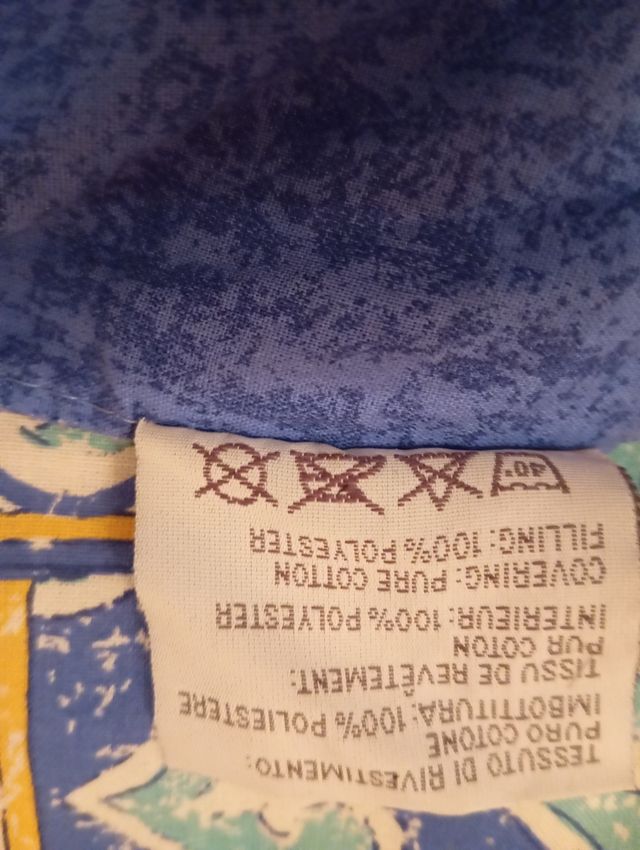 TESSUTO DI RIVESTIMENTO:
PURO COTONE
IMBOTTITURA: 100% POLIESTERE
TISSU DE REVÊTEMENT:
PUR COTON
INTERIEUR: 100% POLYESTER
COVERING: PURE COTTON
FILLING: 100% POLYESTER
40°